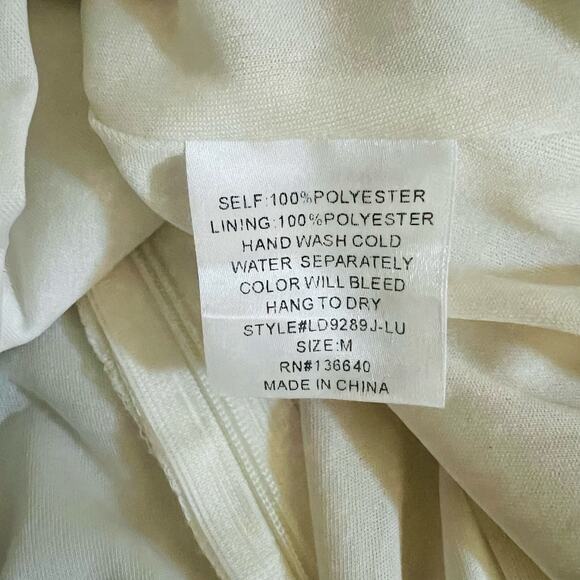 SELF:100%POLYESTER
LINING:100%POLYESTER
HAND WASH COLD
WATER SEPARATELY
COLOR WILL BLEED
HANG TO DRY
STYLE#LD9289J-LU
SIZE:M
RN#136640
MADE IN CHINA